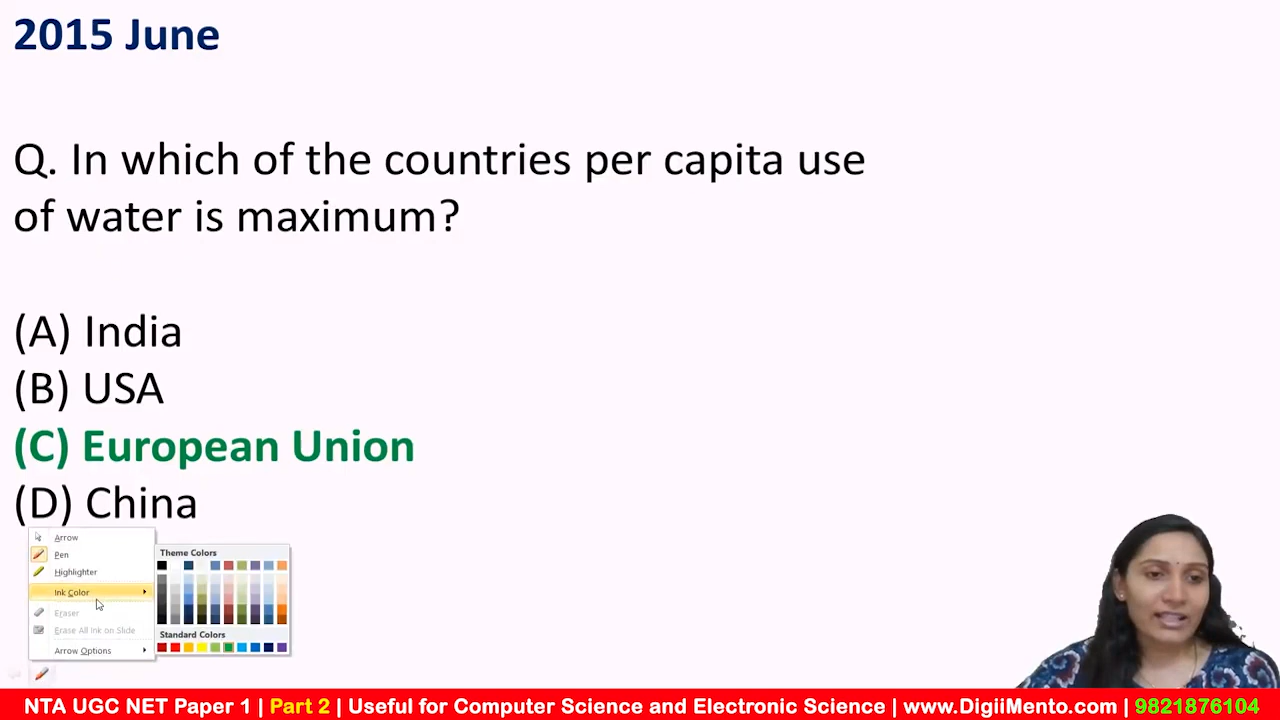 2015 June
Q. In which of the countries per capita use
of water is maximum?
(A) India
(B) USA
(C) European Union
(D) China
Arrow
Pen
Highlighter
Ink Color
Eraser
Erase All Ink on Slide
Arrow Options
Theme Colors
Standard Colors
NTA UGC NET Paper 1 | Part 2 | Useful for Computer Science and Electronic Science | www.DigiiMento.com | 9821876104